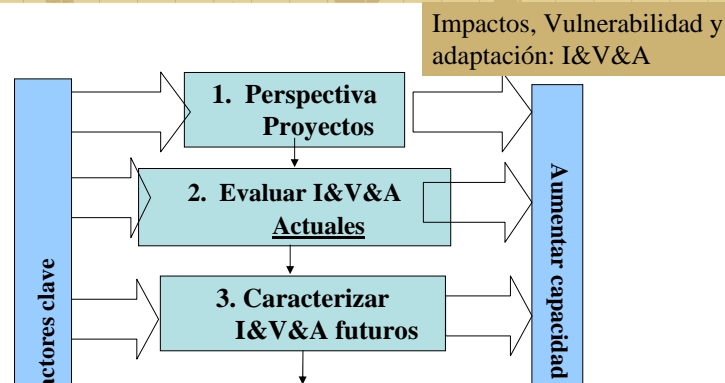 Impactos, Vulnerabilidad y
adaptación: I&V&A
1. Perspectiva
Proyectos
2. Evaluar I&V&A
Actuales
3. Caracterizar
I&V&A futuros
actores clave
Aumentar capacidad